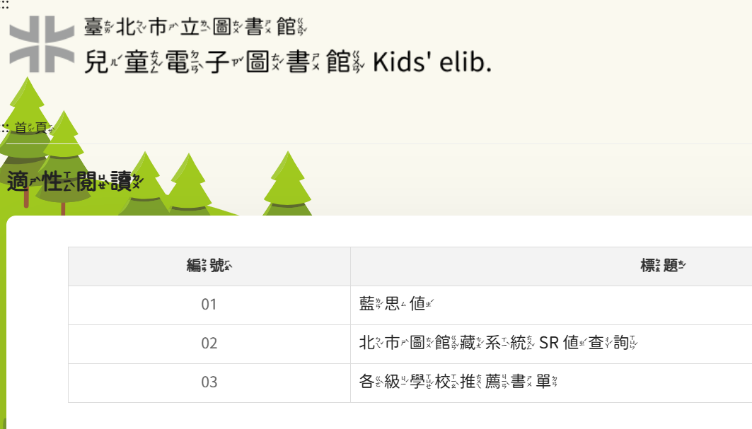 ::
臺北市立圖書館
兒童電子圖書館 Kids' elib.
:: 首頁
適性閱讀
編號 標題
01 藍思值
02 北市圖館藏系統 SR 值查詢
03 各級學校推薦書單